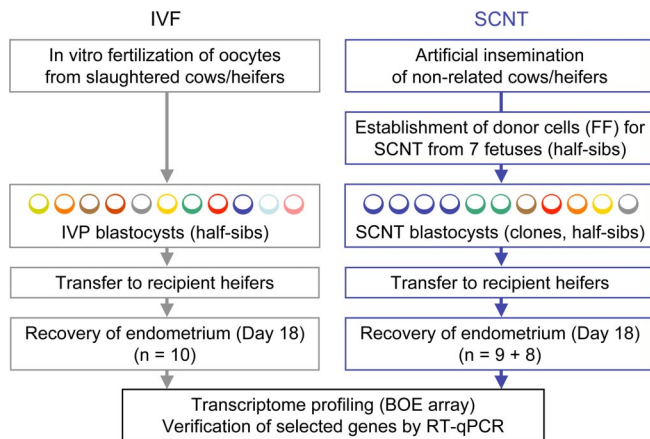 IVF
In vitro fertilization of oocytes
from slaughtered cows/heifers
IVP blastocysts (half-sibs)
Transfer to recipient heifers
Recovery of endometrium (Day 18)
(n = 10)
SCNT
Artificial insemination
of non-related cows/heifers
Establishment of donor cells (FF) for
SCNT from 7 fetuses (half-sibs)
SCNT blastocysts (clones, half-sibs)
Transfer to recipient heifers
Recovery of endometrium (Day 18)
(n = 9 + 8)
Transcriptome profiling (BOE array)
Verification of selected genes by RT-qPCR